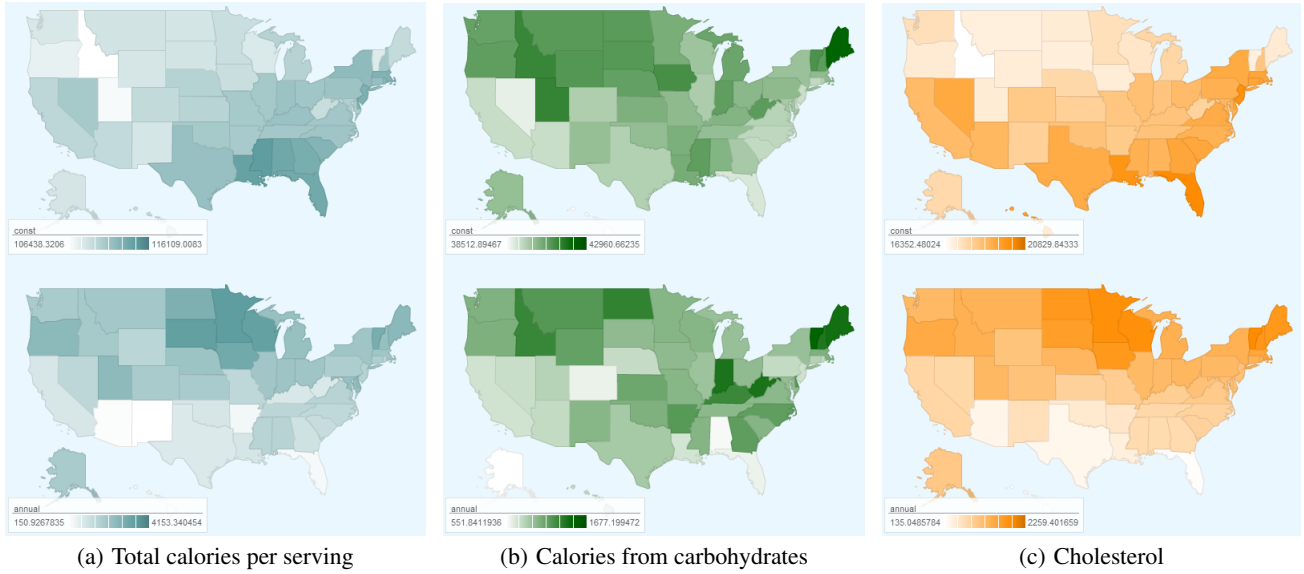 const
106438.3206 116109.0083
const
38512.89467 42960.66235
const
16352.48024 20829.84333
annual
150.9267835 4153.340454
annual
551.8411936 1677.199472
annual
135.0485784 2259.401659
(a) Total calories per serving
(b) Calories from carbohydrates
(c) Cholesterol